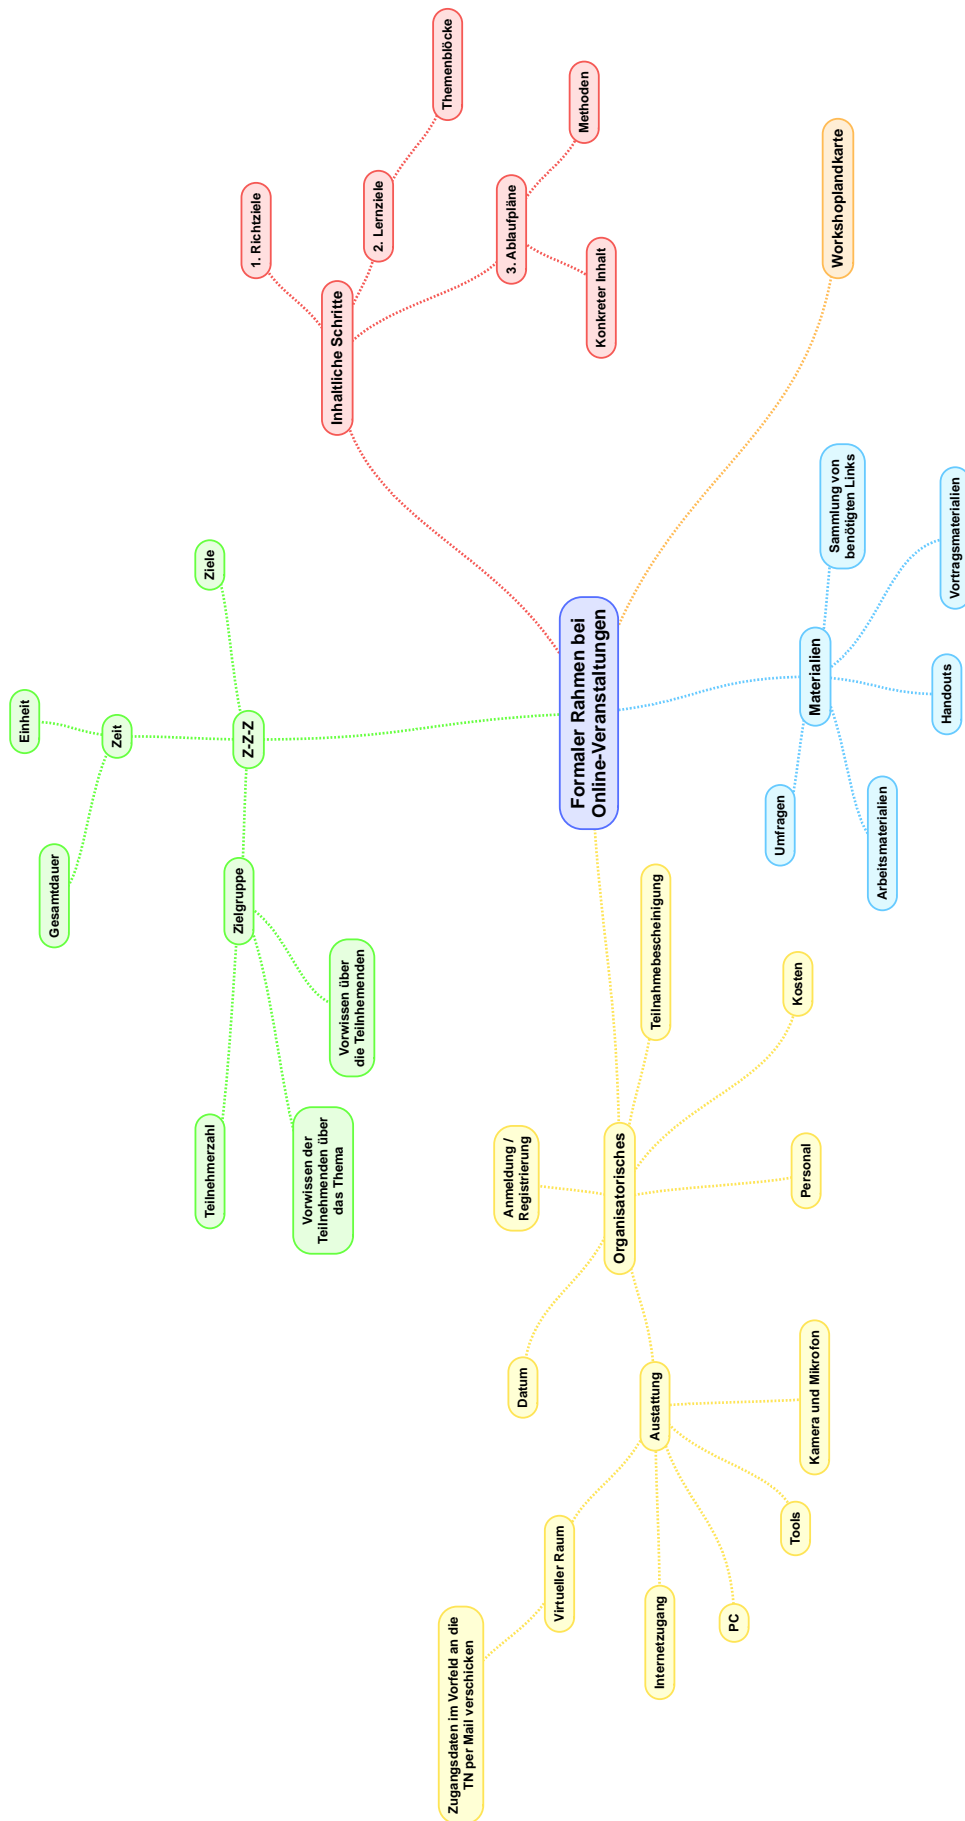 Formaler Rahmen bei
Online-Veranstaltungen
Z-Z-Z
Ziele
Zeit
Einheit
Gesamtdauer
Zielgruppe
Teilnehmerzahl
Vorwissen der
Teilnehmenden über
das Thema
Vorwissen über
die Teilnhemenden
Inhaltliche Schritte
1. Richtziele
2. Lernziele
Themenblöcke
3. Ablaufpläne
Methoden
Konkreter Inhalt
Workshoplandkarte
Materialien
Sammlung von
benötigten Links
Vortragsmaterialien
Handouts
Arbeitsmaterialien
Umfragen
Organisatorisches
Teilnahmebescheinigung
Kosten
Personal
Anmeldung /
Registrierung
Datum
Austattung
Kamera und Mikrofon
Tools
PC
Internetzugang
Virtueller Raum
Zugangsdaten im Vorfeld an die
TN per Mail verschicken